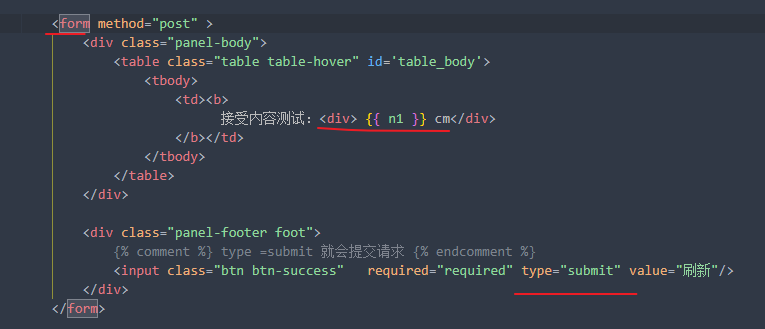 <form method="post" >
<div class="panel-body">
<table class="table table-hover" id='table_body'>
<tbody>
<td><b>
接受内容测试：<div> {{ n1 }} cm</div>
</b></td>
</tbody>
</table>
</div>
<div class="panel-footer foot">
{% comment %} type =submit 就会提交请求 {% endcomment %}
<input class="btn btn-success"   required="required" type="submit" value="刷新"/>
</div>
</form>